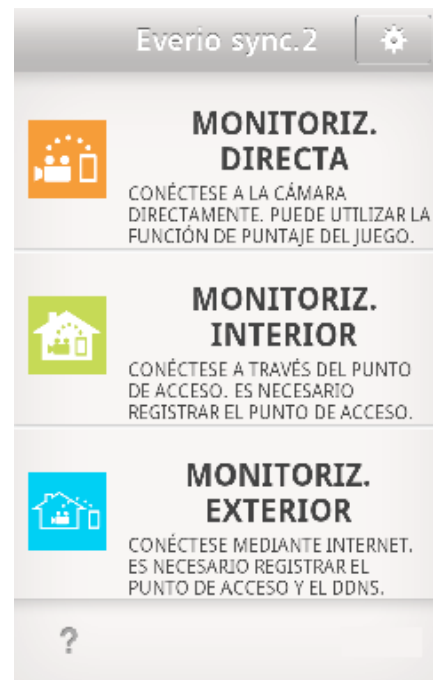 Everio sync.2
MONITORIZ.
DIRECTA
CONÉCTESE A LA CÁMARA
DIRECTAMENTE. PUEDE UTILIZAR LA
FUNCIÓN DE PUNTAJE DEL JUEGO.
MONITORIZ.
INTERIOR
CONÉCTESE A TRAVÉS DEL PUNTO
DE ACCESO. ES NECESARIO
REGISTRAR EL PUNTO DE ACCESO.
MONITORIZ.
EXTERIOR
CONÉCTESE MEDIANTE INTERNET.
ES NECESARIO REGISTRAR EL
PUNTO DE ACCESO Y EL DDNS.
?